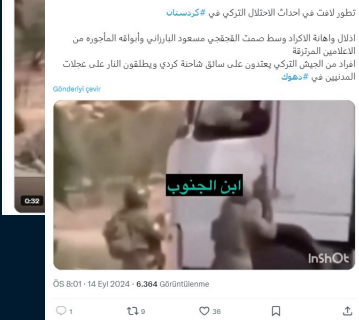 تطور لافت في احداث الاحتلال التركي في #كردستان
اذلال واهانة الاكراد وسط صمت القجقجي مسعود البارزاني وأبواقه المأجوره من
الاعلامين المرتزقة
افراد من الجيش التركي يعتدون على سائق شاحنة كردي ويطلقون النار على عجلات
المدنيين في #دهوك
Gönderiyi çevir
ابن الجنوب
0:32
InShOt
ÖS 8:01 · 14 Eyl 2024 · 6.364 Görüntülenme
1 9 36